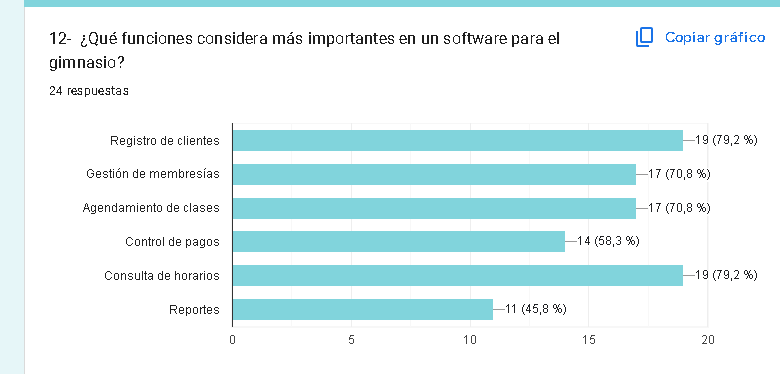 12- ¿Qué funciones considera más importantes en un software para el
gimnasio?
Copiar gráfico
24 respuestas
Registro de clientes 19 (79,2 %)
Gestión de membresías 17 (70,8 %)
Agendamiento de clases 17 (70,8 %)
Control de pagos 14 (58,3 %)
Consulta de horarios 19 (79,2 %)
Reportes 11 (45,8 %)
0 5 10 15 20